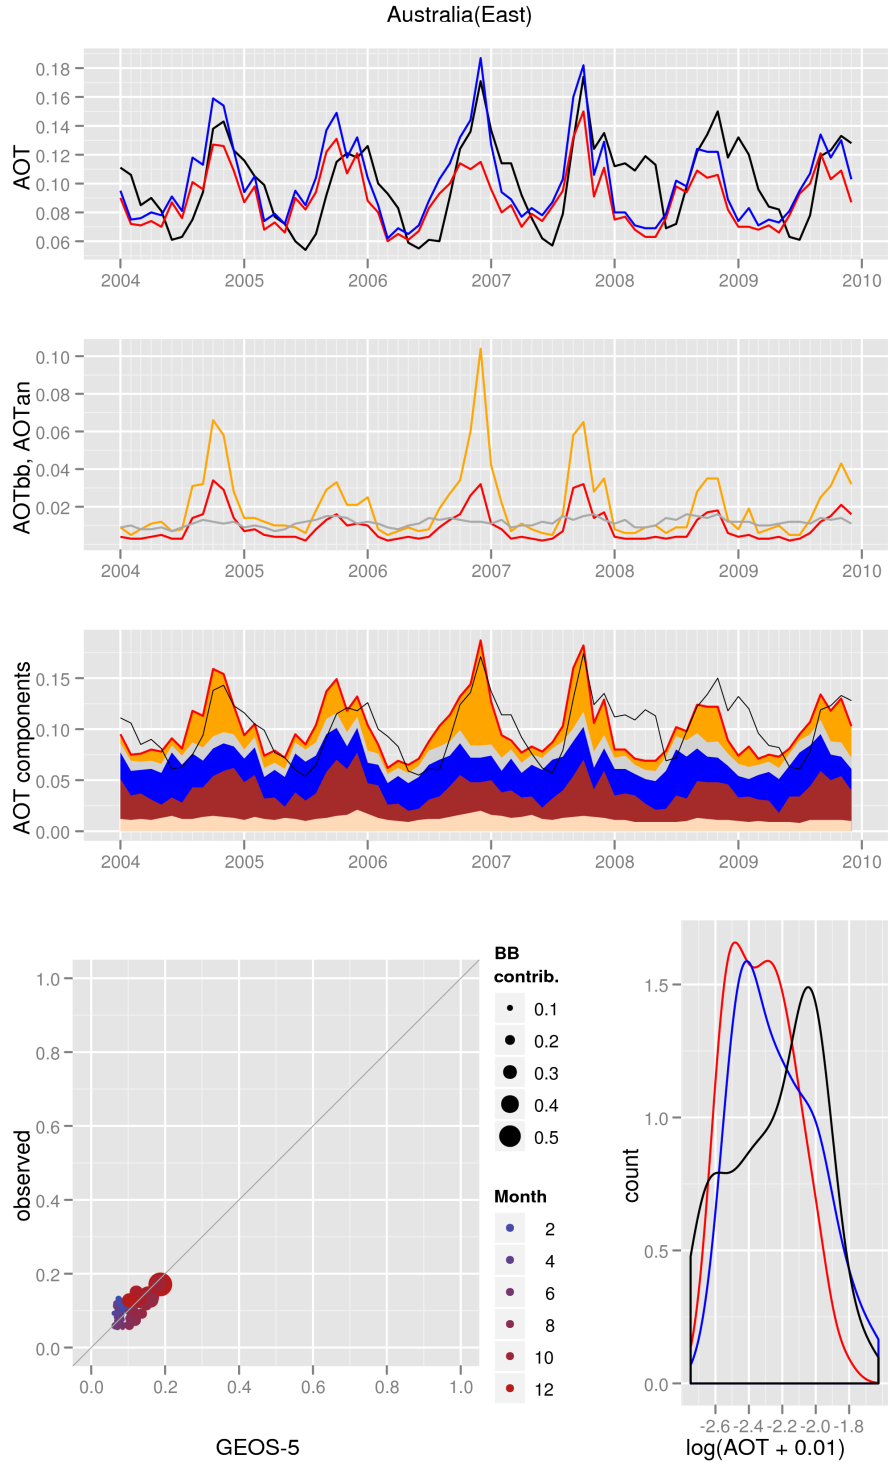 Australia(East)
AOT
0.18
0.16
0.14
0.12
0.10
0.08
0.06
2004 2005 2006 2007 2008 2009 2010
AOTbb, AOTan
0.10
0.08
0.06
0.04
0.02
2004 2005 2006 2007 2008 2009 2010
AOT components
0.15
0.10
0.05
0.00
2004 2005 2006 2007 2008 2009 2010
observed
1.0
0.8
0.6
0.4
0.2
0.0
0.0 0.2 0.4 0.6 0.8 1.0
GEOS-5
BB
contrib.
0.1
0.2
0.3
0.4
0.5
Month
2
4
6
8
10
12
count
1.5
1.0
0.5
0.0
-2.6 -2.4 -2.2 -2.0 -1.8
log(AOT + 0.01)